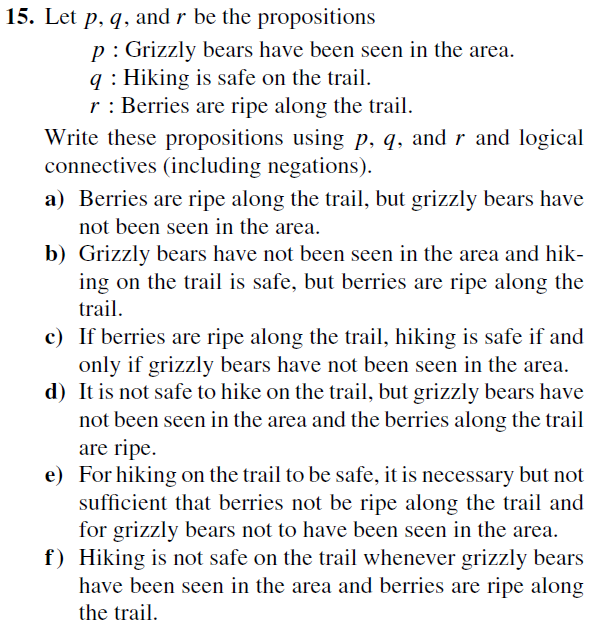 15. Let p, q, and r be the propositions
p : Grizzly bears have been seen in the area.
q : Hiking is safe on the trail.
r : Berries are ripe along the trail.
Write these propositions using p, q, and r and logical
connectives (including negations).
a) Berries are ripe along the trail, but grizzly bears have
not been seen in the area.
b) Grizzly bears have not been seen in the area and hik-
ing on the trail is safe, but berries are ripe along the
trail.
c) If berries are ripe along the trail, hiking is safe if and
only if grizzly bears have not been seen in the area.
d) It is not safe to hike on the trail, but grizzly bears have
not been seen in the area and the berries along the trail
are ripe.
e) For hiking on the trail to be safe, it is necessary but not
sufficient that berries not be ripe along the trail and
for grizzly bears not to have been seen in the area.
f) Hiking is not safe on the trail whenever grizzly bears
have been seen in the area and berries are ripe along
the trail.